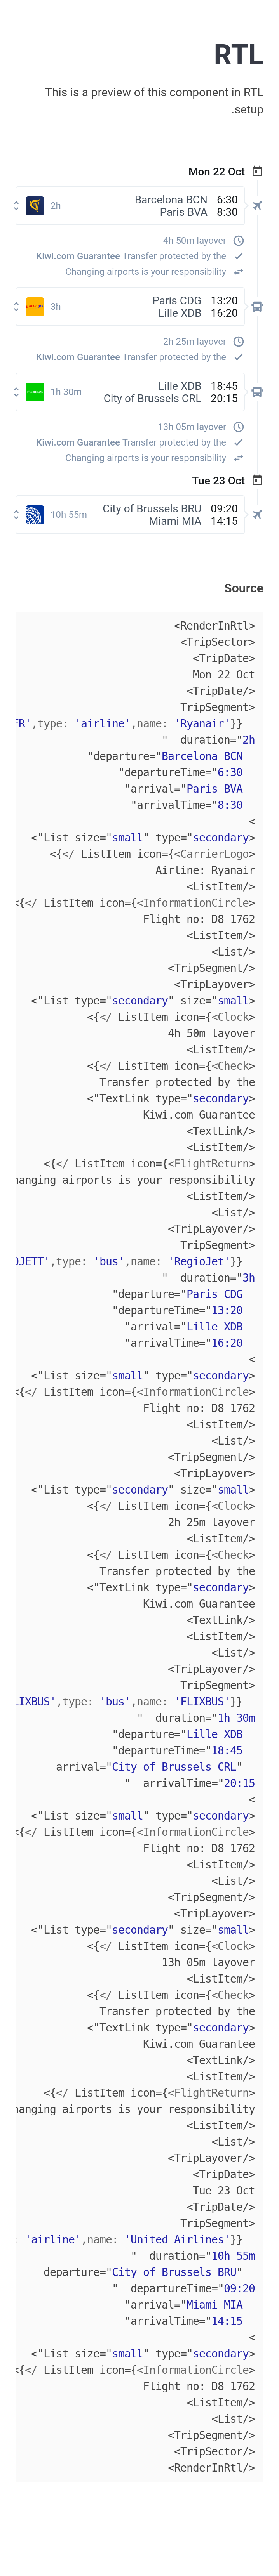 RTL
This is a preview of this component in RTL
.setup
Mon 22 Oct
2h Barcelona BCN 6:30
Paris BVA 8:30
4h 50m layover
Kiwi.com Guarantee Transfer protected by the
Changing airports is your responsibility
3h Paris CDG 13:20
Lille XDB 16:20
2h 25m layover
Kiwi.com Guarantee Transfer protected by the
1h 30m Lille XDB 18:45
City of Brussels CRL 20:15
13h 05m layover
Kiwi.com Guarantee Transfer protected by the
Changing airports is your responsibility
Tue 23 Oct
10h 55m City of Brussels BRU 09:20
Miami MIA 14:15
Source
<RenderInRtl>
<TripSector>
<TripDate>
Mon 22 Oct
<TripDate/>
TripSegment>
FR',type: 'airline',name: 'Ryanair'}}
"  duration="2h
"departure="Barcelona BCN
"departureTime="6:30
"arrival="Paris BVA
"arrivalTime="8:30
<
<"List size="small" type="secondary>
<{</ ListItem icon={<CarrierLogo>
Airline: Ryanair
<ListItem/>
<{</ ListItem icon={<InformationCircle>
Flight no: D8 1762
<ListItem/>
<List/>
<TripSegment/>
<TripLayover>
<"List type="secondary" size="small>
<{</ ListItem icon={<Clock>
4h 50m layover
<ListItem/>
<{</ ListItem icon={<Check>
Transfer protected by the
<"TextLink type="secondary>
Kiwi.com Guarantee
<TextLink/>
<ListItem/>
<{</ ListItem icon={<FlightReturn>
hanging airports is your responsibility
<ListItem/>
<List/>
<TripLayover/>
TripSegment>
OJETT',type: 'bus',name: 'RegioJet'}}
"  duration="3h
"departure="Paris CDG
"departureTime="13:20
"arrival="Lille XDB
"arrivalTime="16:20
<
<"List size="small" type="secondary>
<{</ ListItem icon={<InformationCircle>
Flight no: D8 1762
<ListItem/>
<List/>
<TripSegment/>
<TripLayover>
<"List type="secondary" size="small>
<{</ ListItem icon={<Clock>
2h 25m layover
<ListItem/>
<{</ ListItem icon={<Check>
Transfer protected by the
<"TextLink type="secondary>
Kiwi.com Guarantee
<TextLink/>
<ListItem/>
<List/>
<TripLayover/>
TripSegment>
LIXBUS',type: 'bus',name: 'FLIXBUS'}}
"  duration="1h 30m
"departure="Lille XDB
"departureTime="18:45
arrival="City of Brussels CRL"
"  arrivalTime="20:15
<
<"List size="small" type="secondary>
<{</ ListItem icon={<InformationCircle>
Flight no: D8 1762
<ListItem/>
<List/>
<TripSegment/>
<TripLayover>
<"List type="secondary" size="small>
<{</ ListItem icon={<Clock>
13h 05m layover
<ListItem/>
<{</ ListItem icon={<Check>
Transfer protected by the
<"TextLink type="secondary>
Kiwi.com Guarantee
<TextLink/>
<ListItem/>
<{</ ListItem icon={<FlightReturn>
hanging airports is your responsibility
<ListItem/>
<List/>
<TripLayover/>
<TripDate>
Tue 23 Oct
<TripDate/>
TripSegment>
: 'airline',name: 'United Airlines'}}
"  duration="10h 55m
departure="City of Brussels BRU"
"  departureTime="09:20
"arrival="Miami MIA
"arrivalTime="14:15
<
<"List size="small" type="secondary>
<{</ ListItem icon={<InformationCircle>
Flight no: D8 1762
<ListItem/>
<List/>
<TripSegment/>
<TripSector/>
<RenderInRtl/>